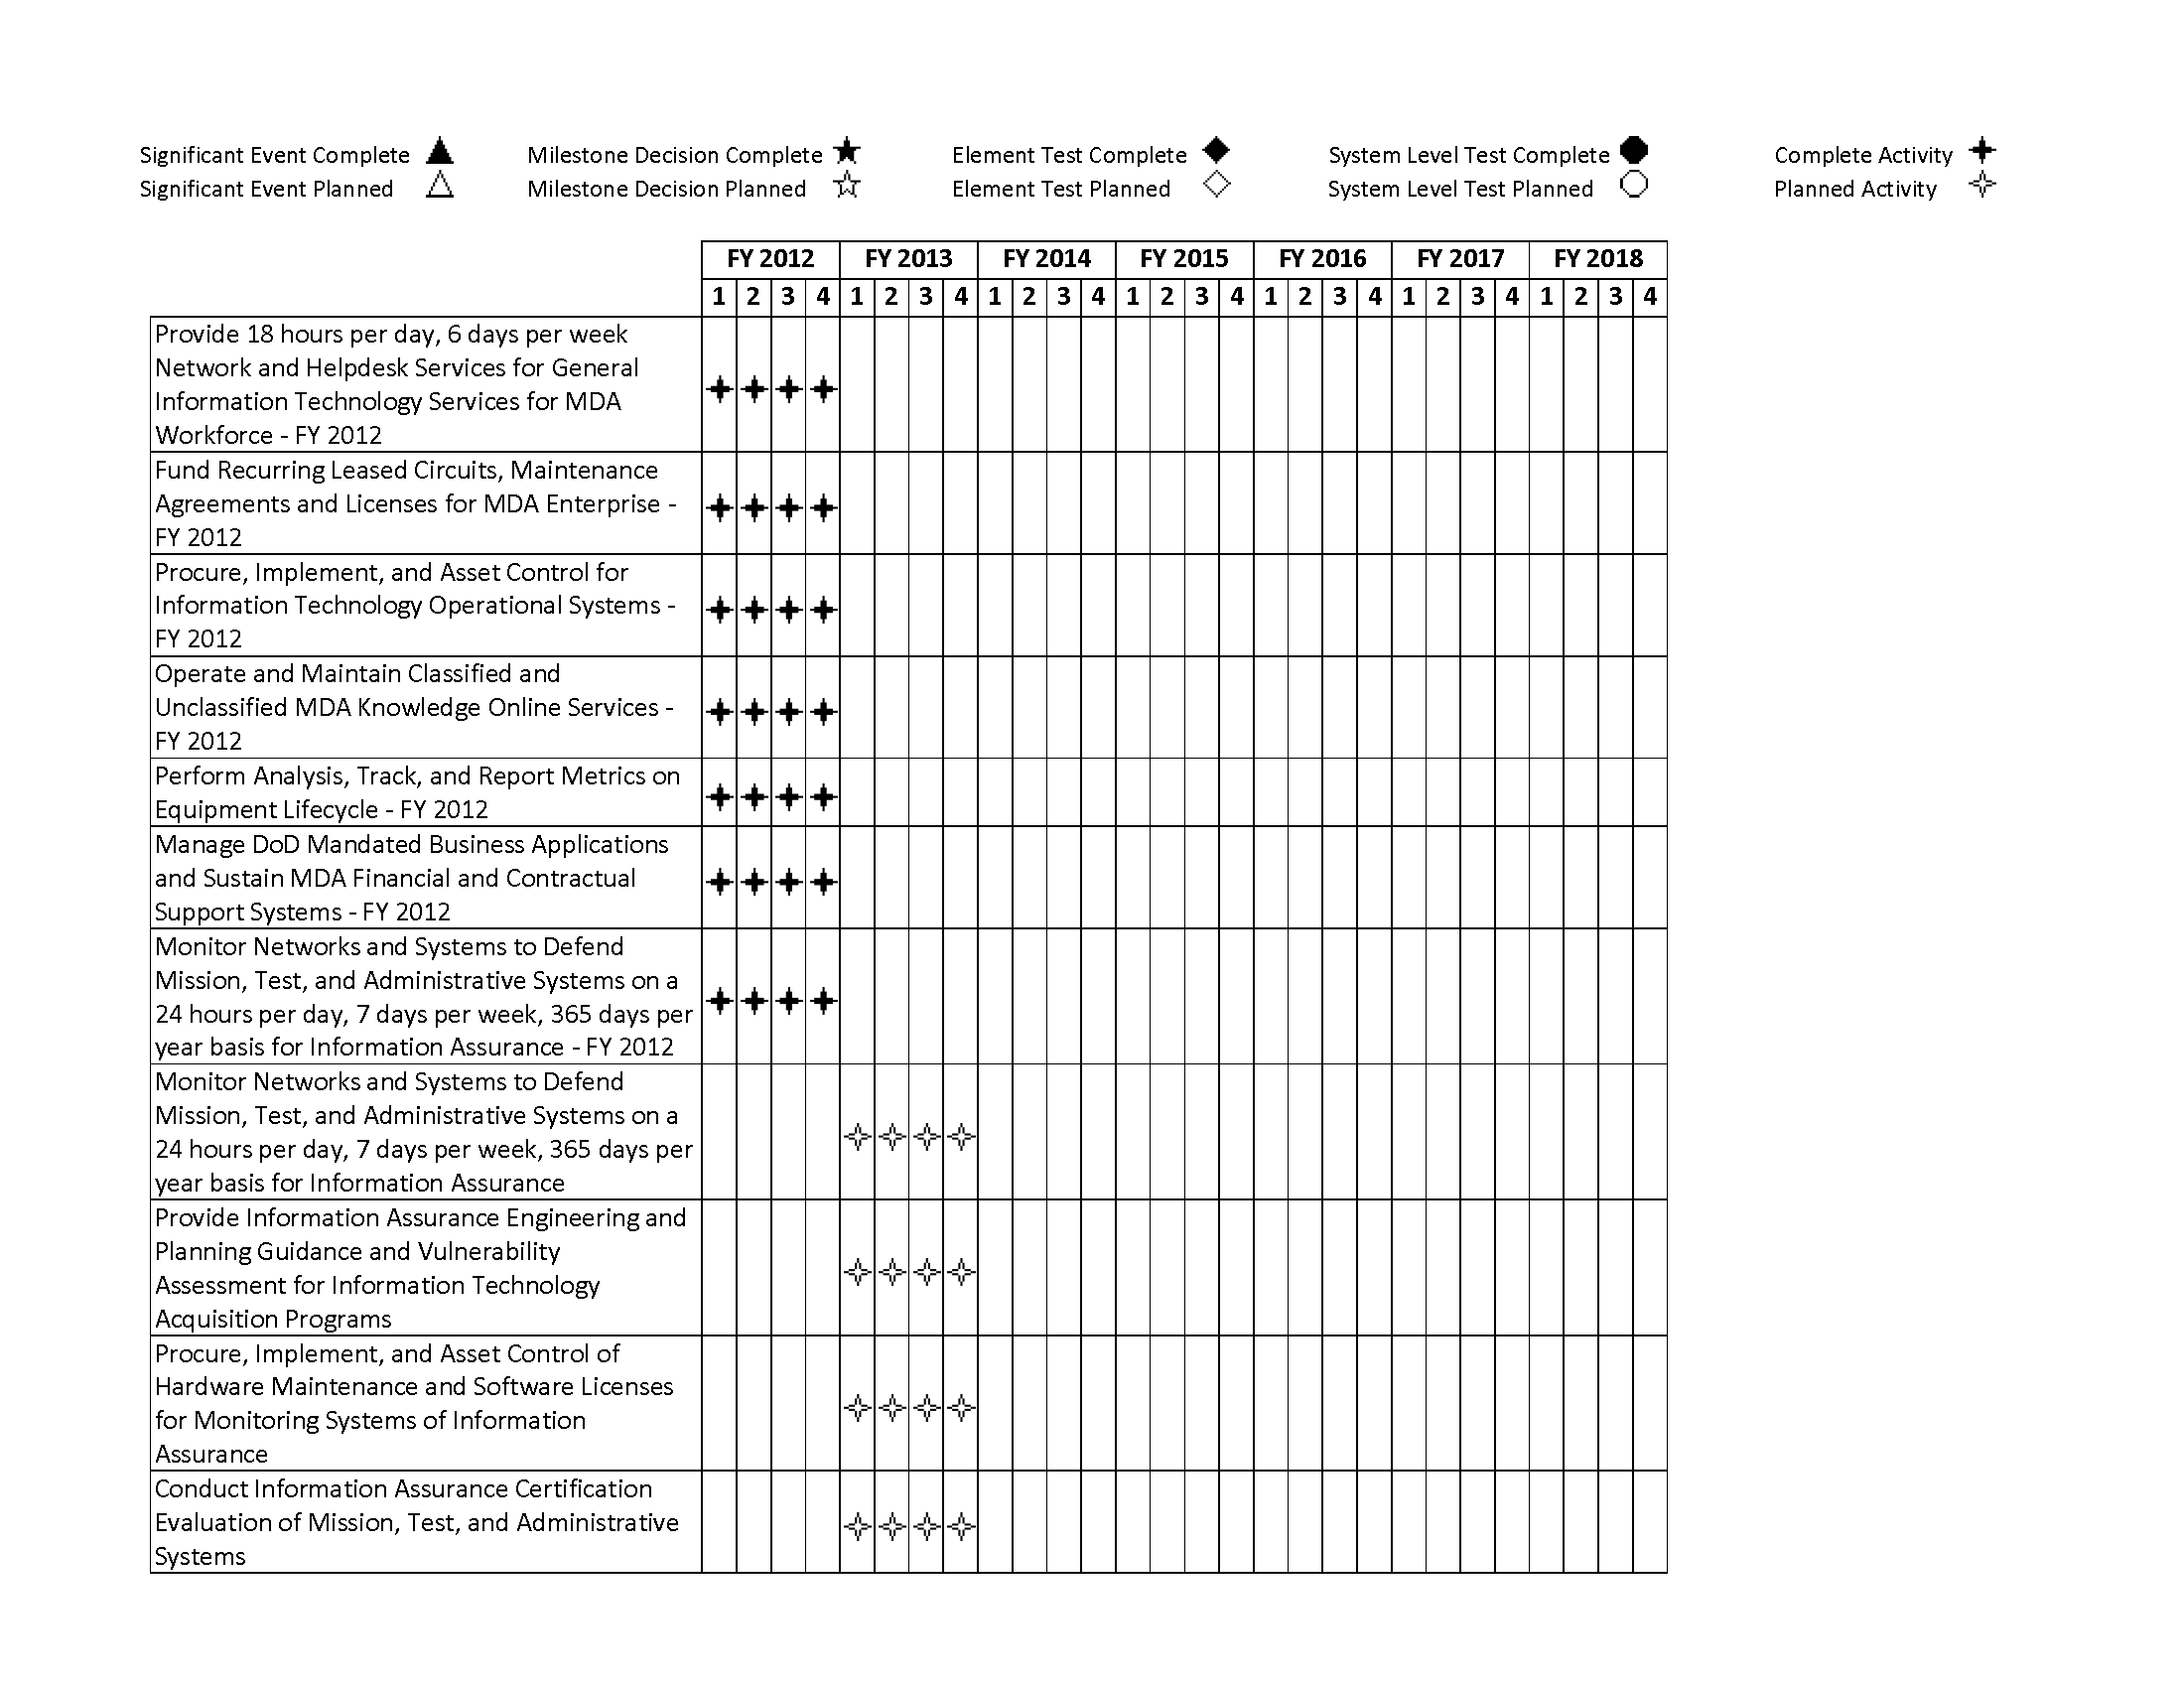 Significant Event Complete Milestone Decision Complete Element Test Complete System Level Test Complete Complete Activity
Significant Event Planned Milestone Decision Planned Element Test Planned System Level Test Planned Planned Activity
FY 2012 FY 2013 FY 2014 FY 2015 FY 2016 FY 2017 FY 2018
1 2 3 4 1 2 3 4 1 2 3 4 1 2 3 4 1 2 3 4 1 2 3 4 1 2 3 4
Provide 18 hours per day, 6 days per week
Network and Helpdesk Services for General
Information Technology Services for MDA
Workforce - FY 2012
Fund Recurring Leased Circuits, Maintenance
Agreements and Licenses for MDA Enterprise -
FY 2012
Procure, Implement, and Asset Control for
Information Technology Operational Systems -
FY 2012
Operate and Maintain Classified and
Unclassified MDA Knowledge Online Services -
FY 2012
Perform Analysis, Track, and Report Metrics on
Equipment Lifecycle - FY 2012
Manage DoD Mandated Business Applications
and Sustain MDA Financial and Contractual
Support Systems - FY 2012
Monitor Networks and Systems to Defend
Mission, Test, and Administrative Systems on a
24 hours per day, 7 days per week, 365 days per
year basis for Information Assurance - FY 2012
Monitor Networks and Systems to Defend
Mission, Test, and Administrative Systems on a
24 hours per day, 7 days per week, 365 days per
year basis for Information Assurance
Provide Information Assurance Engineering and
Planning Guidance and Vulnerability
Assessment for Information Technology
Acquisition Programs
Procure, Implement, and Asset Control of
Hardware Maintenance and Software Licenses
for Monitoring Systems of Information
Assurance
Conduct Information Assurance Certification
Evaluation of Mission, Test, and Administrative
Systems